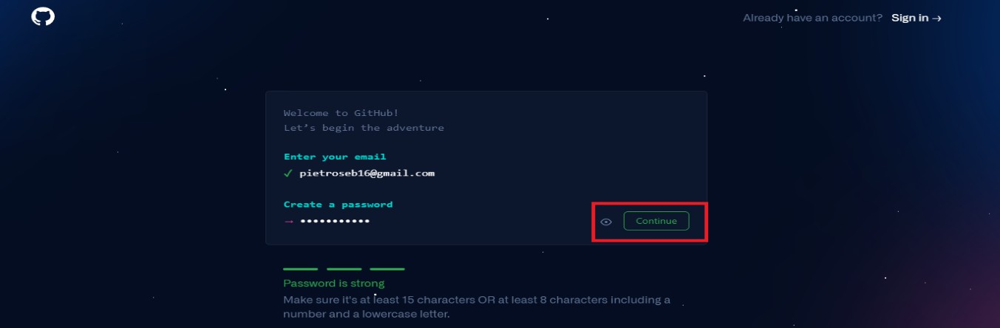 Already have an account? Sign in →
Welcome to GitHub!
Let's begin the adventure
Enter your email
✓ pietroseb16@gmail.com
Create a password
→ •••••••••••
Continue
Password is strong
Make sure it's at least 15 characters OR at least 8 characters including a
number and a lowercase letter.